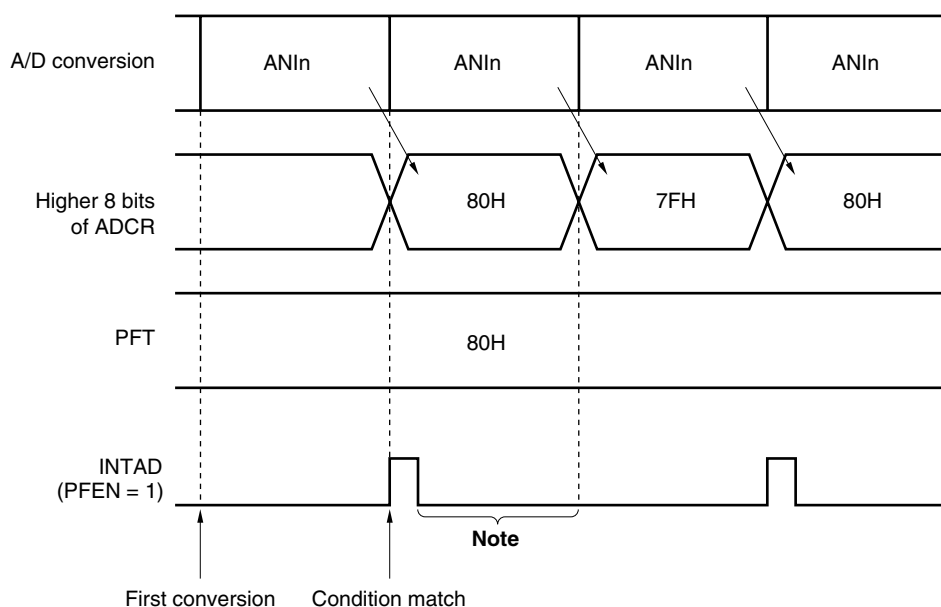 A/D conversion
ANIn
ANIn
ANIn
ANIn
Higher 8 bits
of ADCR
80H
7FH
80H
PFT
80H
INTAD
(PFEN = 1)
Note
First conversion
Condition match